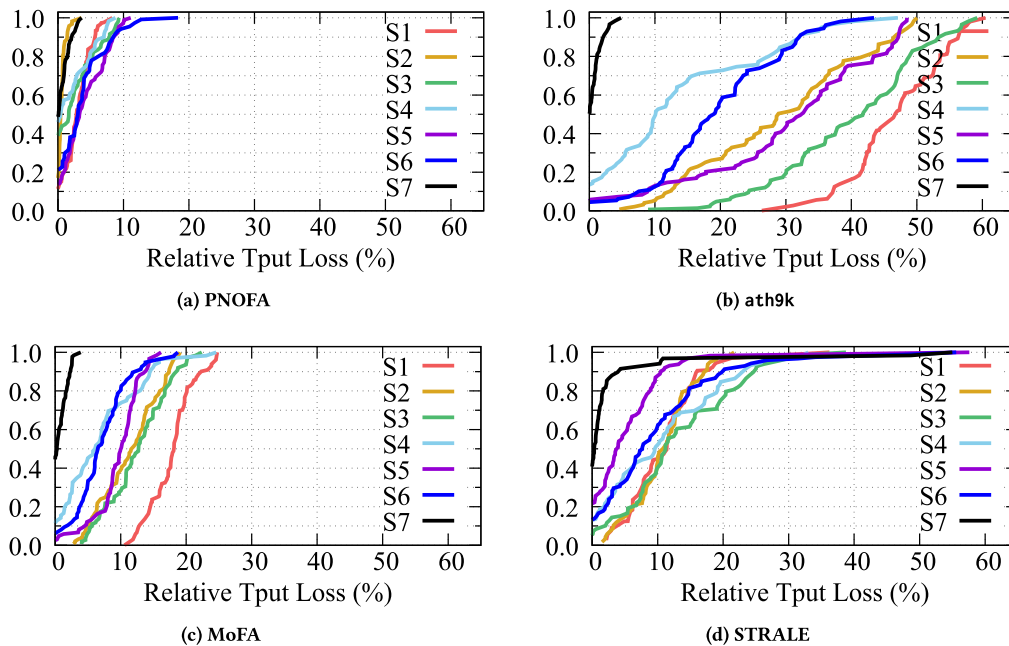 1.0
0.8
0.6
0.4
0.2
0.0
0 10 20 30 40 50 60
S1
S2
S3
S4
S5
S6
S7
Relative Tput Loss (%)
(a) PNOFA
1.0
0.8
0.6
0.4
0.2
0.0
0 10 20 30 40 50 60
S1
S2
S3
S4
S5
S6
S7
Relative Tput Loss (%)
(b) ath9k
1.0
0.8
0.6
0.4
0.2
0.0
0 10 20 30 40 50 60
S1
S2
S3
S4
S5
S6
S7
Relative Tput Loss (%)
(c) MoFA
1.0
0.8
0.6
0.4
0.2
0.0
0 10 20 30 40 50 60
S1
S2
S3
S4
S5
S6
S7
Relative Tput Loss (%)
(d) STRALE